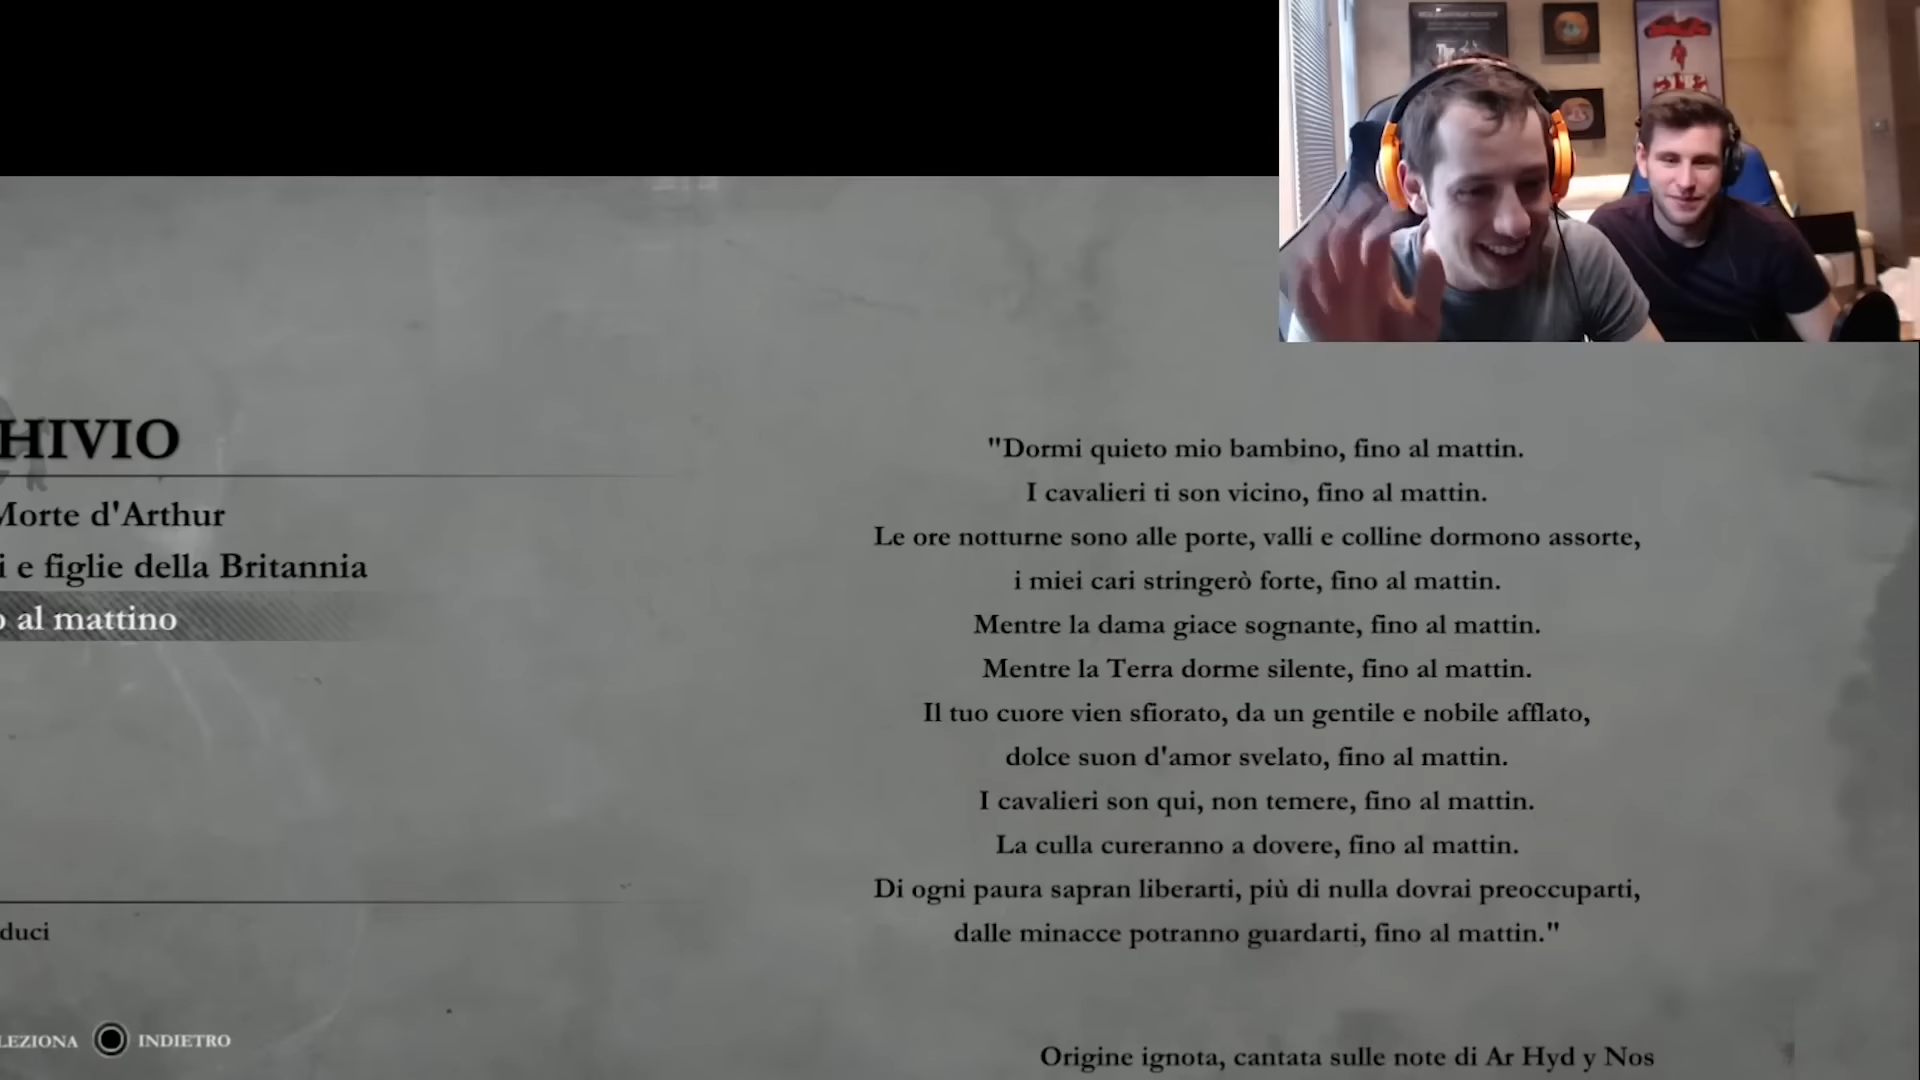 HIVIO
Morte d'Arthur
i e figlie della Britannia
o al mattino
duci
LEZIONA
INDIETRO
"Dormi quieto mio bambino, fino al mattin.
I cavalieri ti son vicino, fino al mattin.
Le ore notturne sono alle porte, valli e colline dormono assorte,
i miei cari stringerò forte, fino al mattin.
Mentre la dama giace sognante, fino al mattin.
Mentre la Terra dorme silente, fino al mattin.
Il tuo cuore vien sfiorato, da un gentile e nobile afflato,
dolce suon d'amor svelato, fino al mattin.
I cavalieri son qui, non temere, fino al mattin.
La culla cureranno a dovere, fino al mattin.
Di ogni paura sapran liberarti, più di nulla dovrai preoccuparti,
dalle minacce potranno guardarti, fino al mattin."
Origine ignota, cantata sulle note di Ar Hyd y Nos